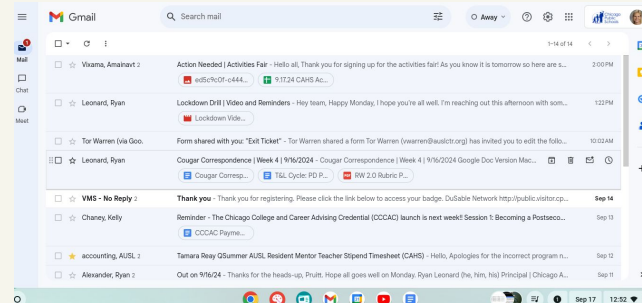 Gmail
Search mail
Away
Chicago Public Schools
1
Mail
Chat
Meet
1–14 of 14
Vixama, Amainavt 2 Action Needed | Activities Fair - Hello all, Thank you for signing up for the activities fair! As you know it is tomorrow so here are s... 2:00 PM
ed5c9c0f-c444... 9.17.24 CAHS Ac...
Leonard, Ryan Lockdown Drill | Video and Reminders - Hey team, Happy Monday, I hope you're all well. I'm reaching out this afternoon with som... 1:22 PM
Lockdown Vide...
Tor Warren (via Goo. Form shared with you: "Exit Ticket" - Tor Warren shared a form Tor Warren (vwarren@auslctr.org) has invited you to edit the follo... 10:02 AM
Leonard, Ryan Cougar Correspondence | Week 4 | 9/16/2024 - Cougar Correspondence | Week 4 | 9/16/2024 Google Doc Version Mac...
Cougar Corresp... T&L Cycle: PD P... RW 2.0 Rubric P...
VMS - No Reply 2 Thank you - Thank you for registering. Please click the link below to access your badge. DuSable Network http://public.visitor.cp... Sep 14
Chaney, Kelly Reminder - The Chicago College and Career Advising Credential (CCCAC) launch is next week!! Session 1: Becoming a Postseco... Sep 13
CCCAC Payme...
accounting, AUSL 2 Tamara Reay QSummer AUSL Resident Mentor Teacher Stipend Timesheet (CAHS) - Hello, Apologies for the incorrect program n... Sep 12
Alexander, Ryan 2 Out on 9/16/24 - Thanks for the heads-up, Pruitt. Hope all goes well on Monday. Ryan Leonard (he, him, his) Principal | Chicago A... Sep 11
Sep 17 12:52